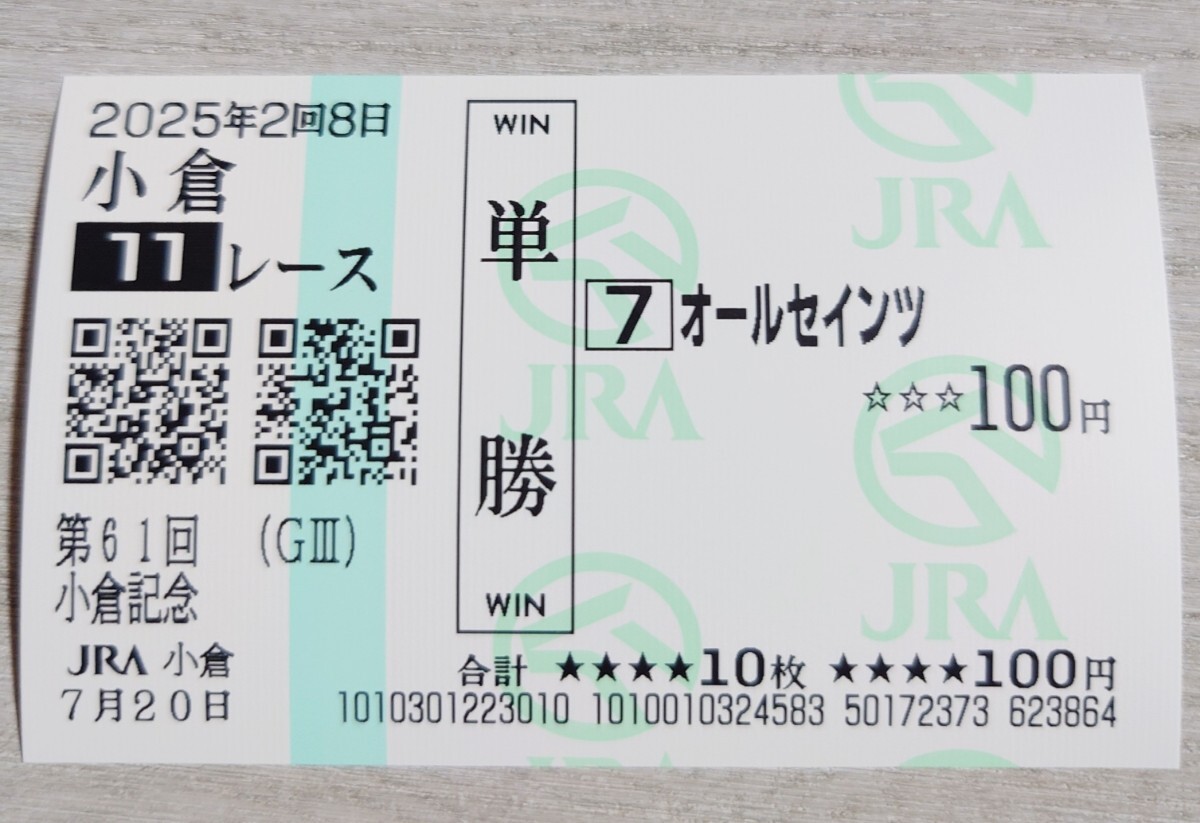 2025年2回8日
小倉
11レース
第61回 (GⅢ)
小倉記念
JRA 小倉
7月20日
WIN
単勝
WIN
7 オールセインツ
☆☆☆100円
合計 ★★★★10枚 ★★★★100円
1010301223010 1010010324583 50172373 623864
JRA
JRA
JRA
JRA